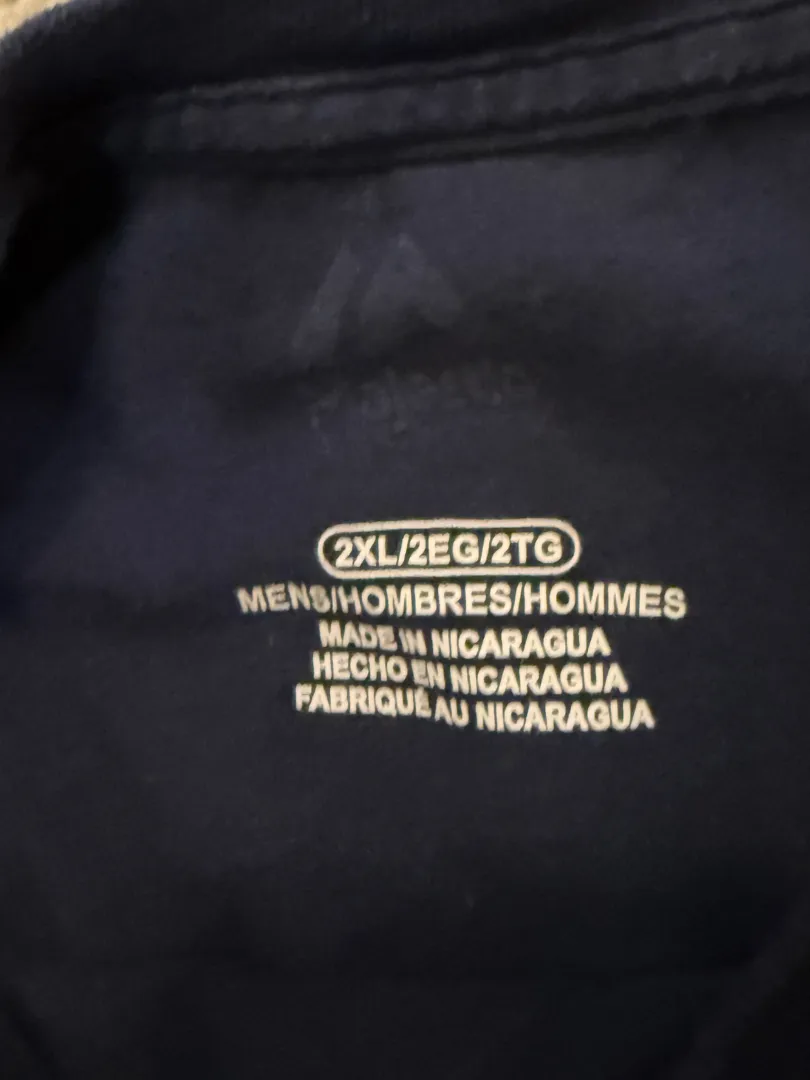 2XL/2EG/2TG
MENS/HOMBRES/HOMMES
MADE IN NICARAGUA
HECHO EN NICARAGUA
FABRIQUÉ AU NICARAGUA